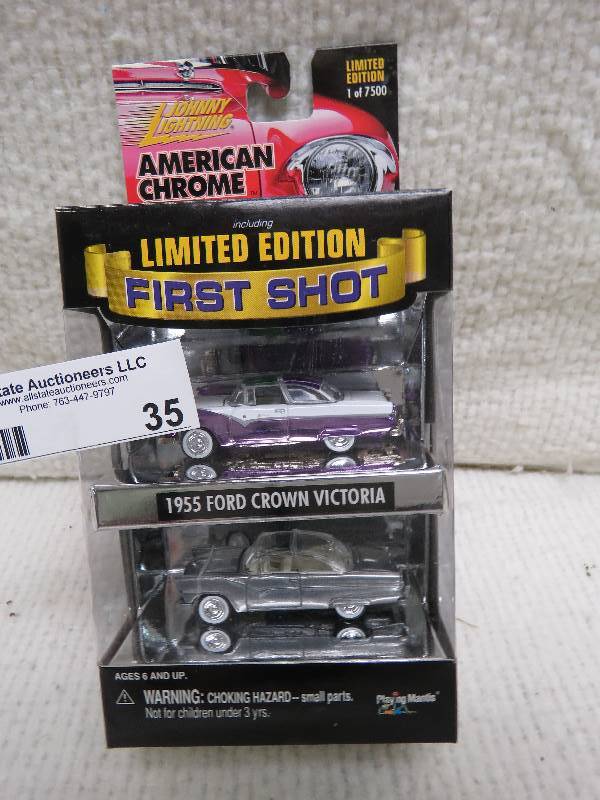 LIMITED
EDITION
1 of 7500
JOHNNY
LIGHTNING
AMERICAN
CHROME
including
LIMITED EDITION
FIRST SHOT
tate Auctioneers LLC
www.allstateauctioneers.com
Phone: 763-447-9797
35
1955 FORD CROWN VICTORIA
AGES 6 AND UP.
WARNING: CHOKING HAZARD-- small parts.
Not for children under 3 yrs.
Playing Mantis